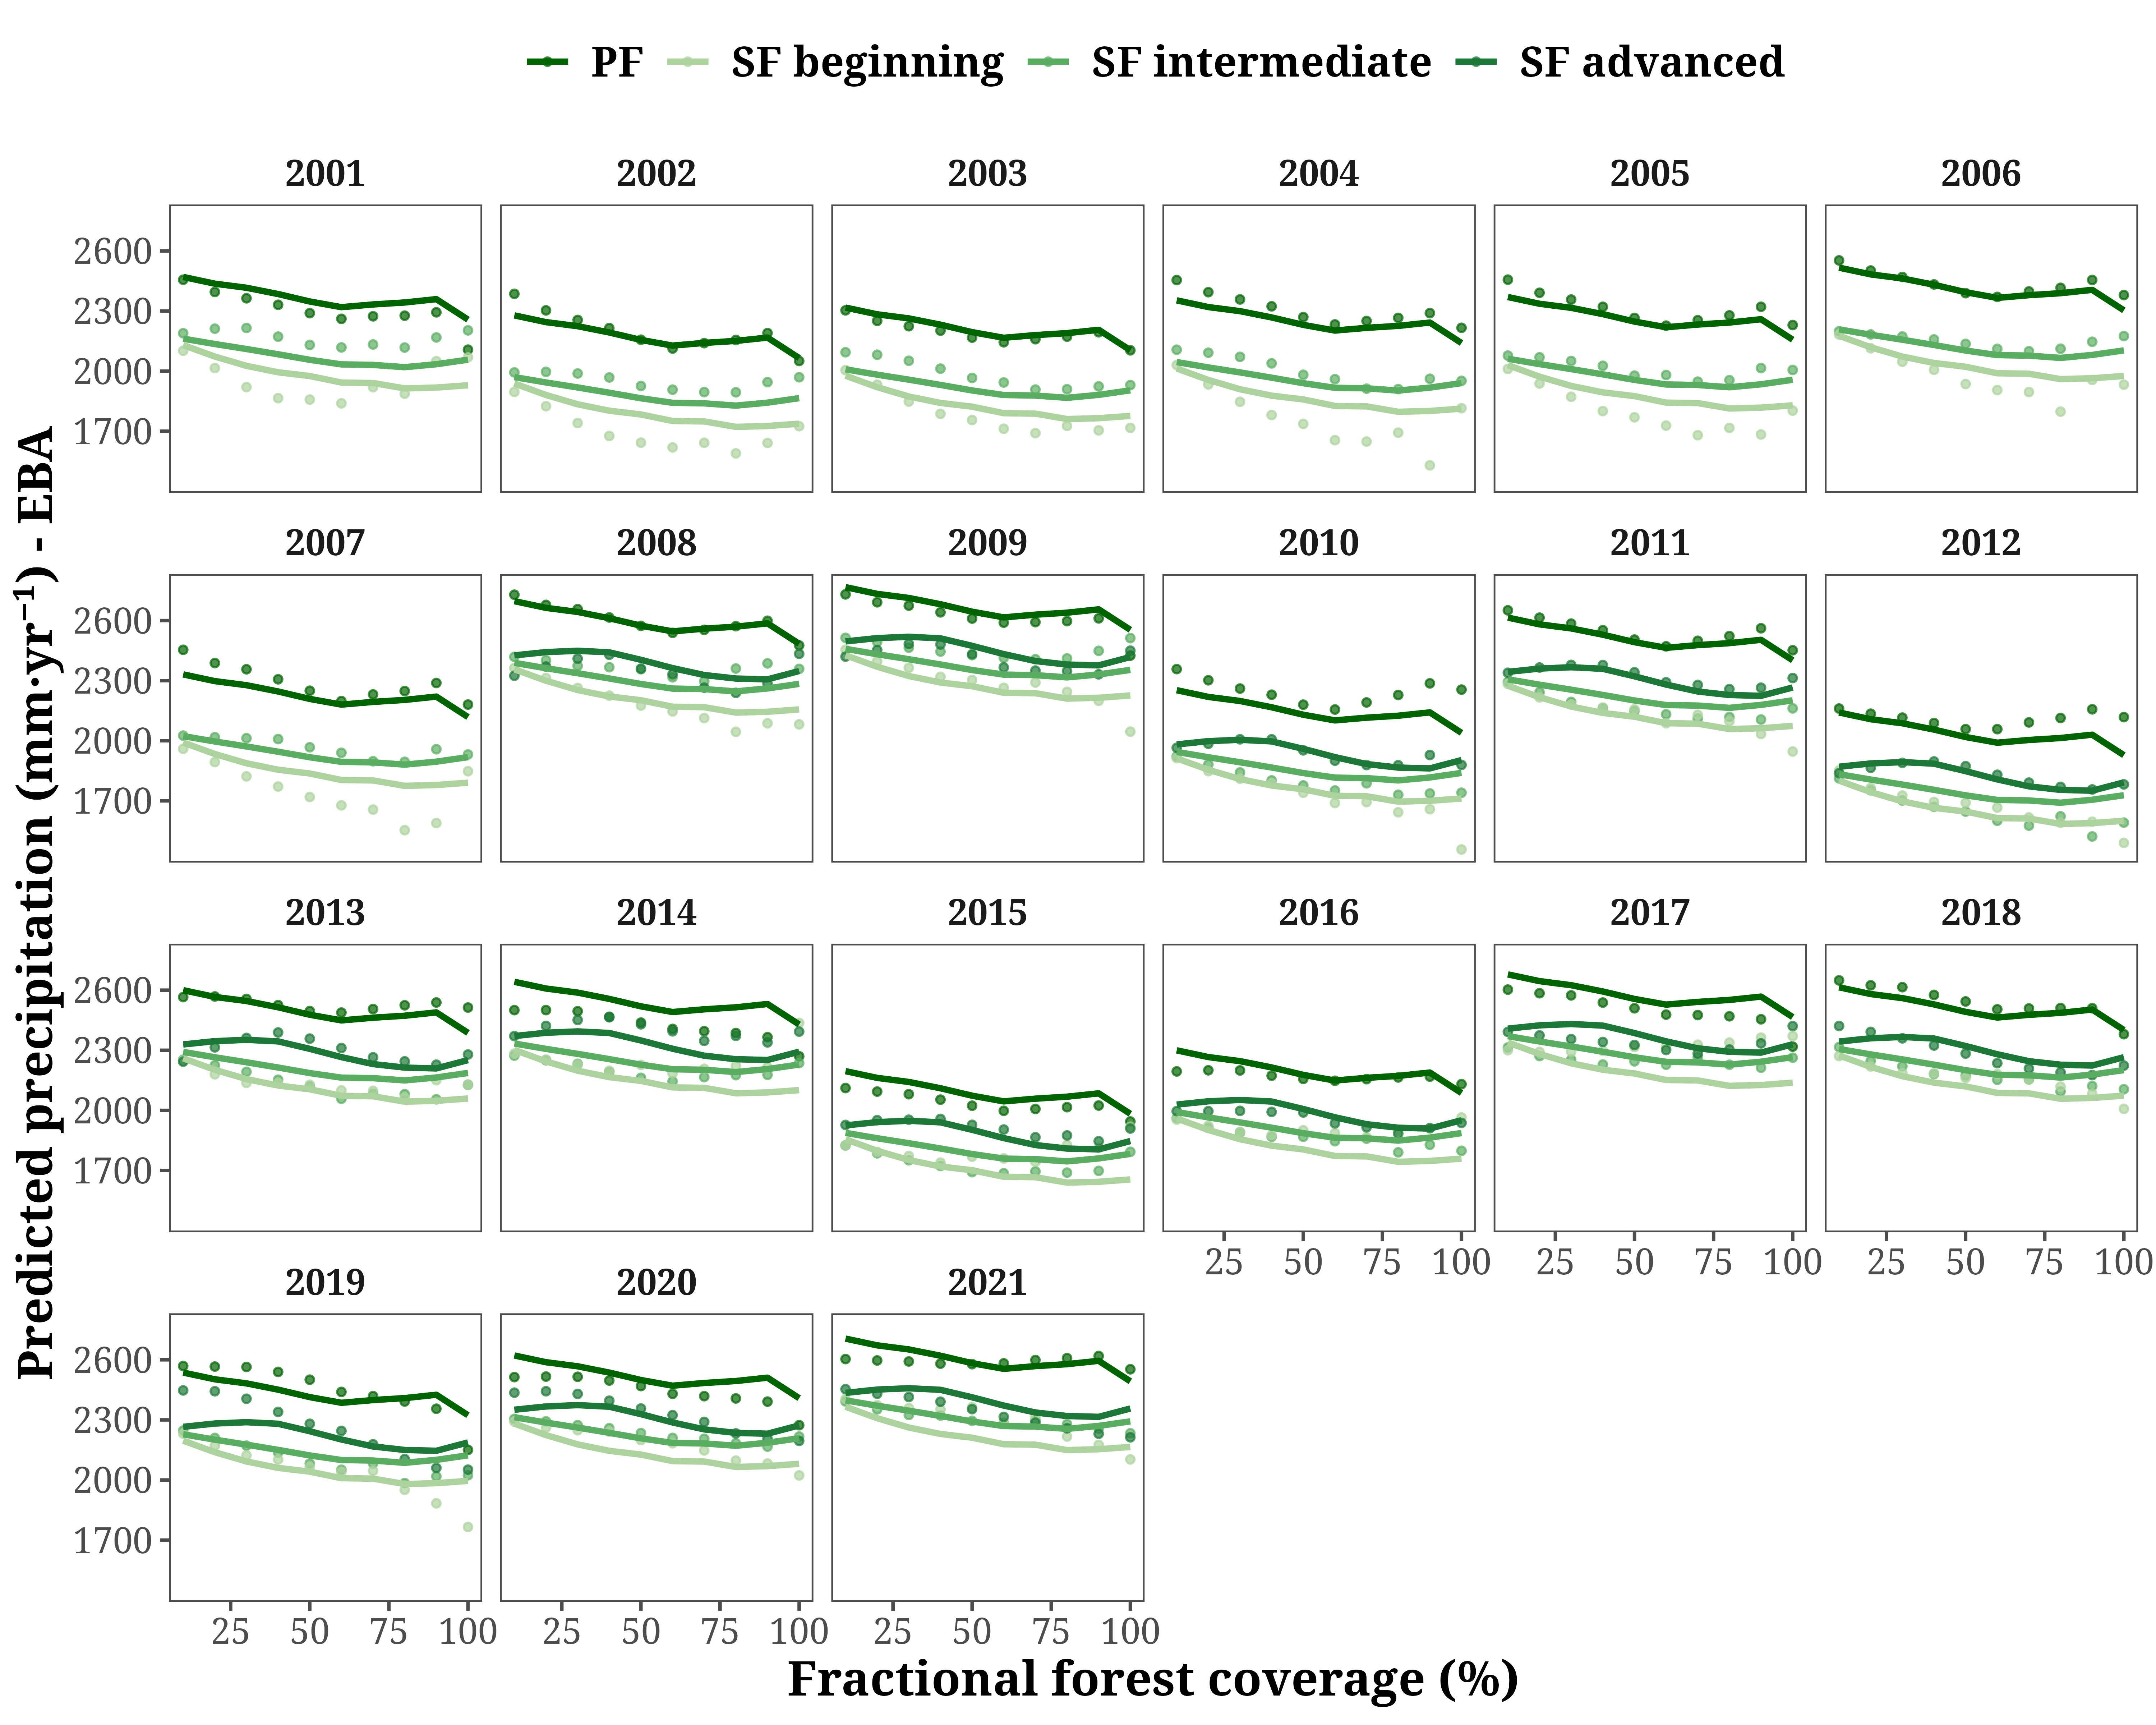 PF SF beginning SF intermediate SF advanced
2001 2002 2003 2004 2005 2006
2600
2300
2000
1700
2007 2008 2009 2010 2011 2012
2600
2300
2000
1700
2013 2014 2015 2016 2017 2018
2600
2300
2000
1700
25 50 75 100 25 50 75 100 25 50 75 100
2019 2020 2021
2600
2300
2000
1700
25 50 75 100 25 50 75 100 25 50 75 100
Fractional forest coverage (%)
Predicted precipitation (mm·yr⁻¹) - EBA